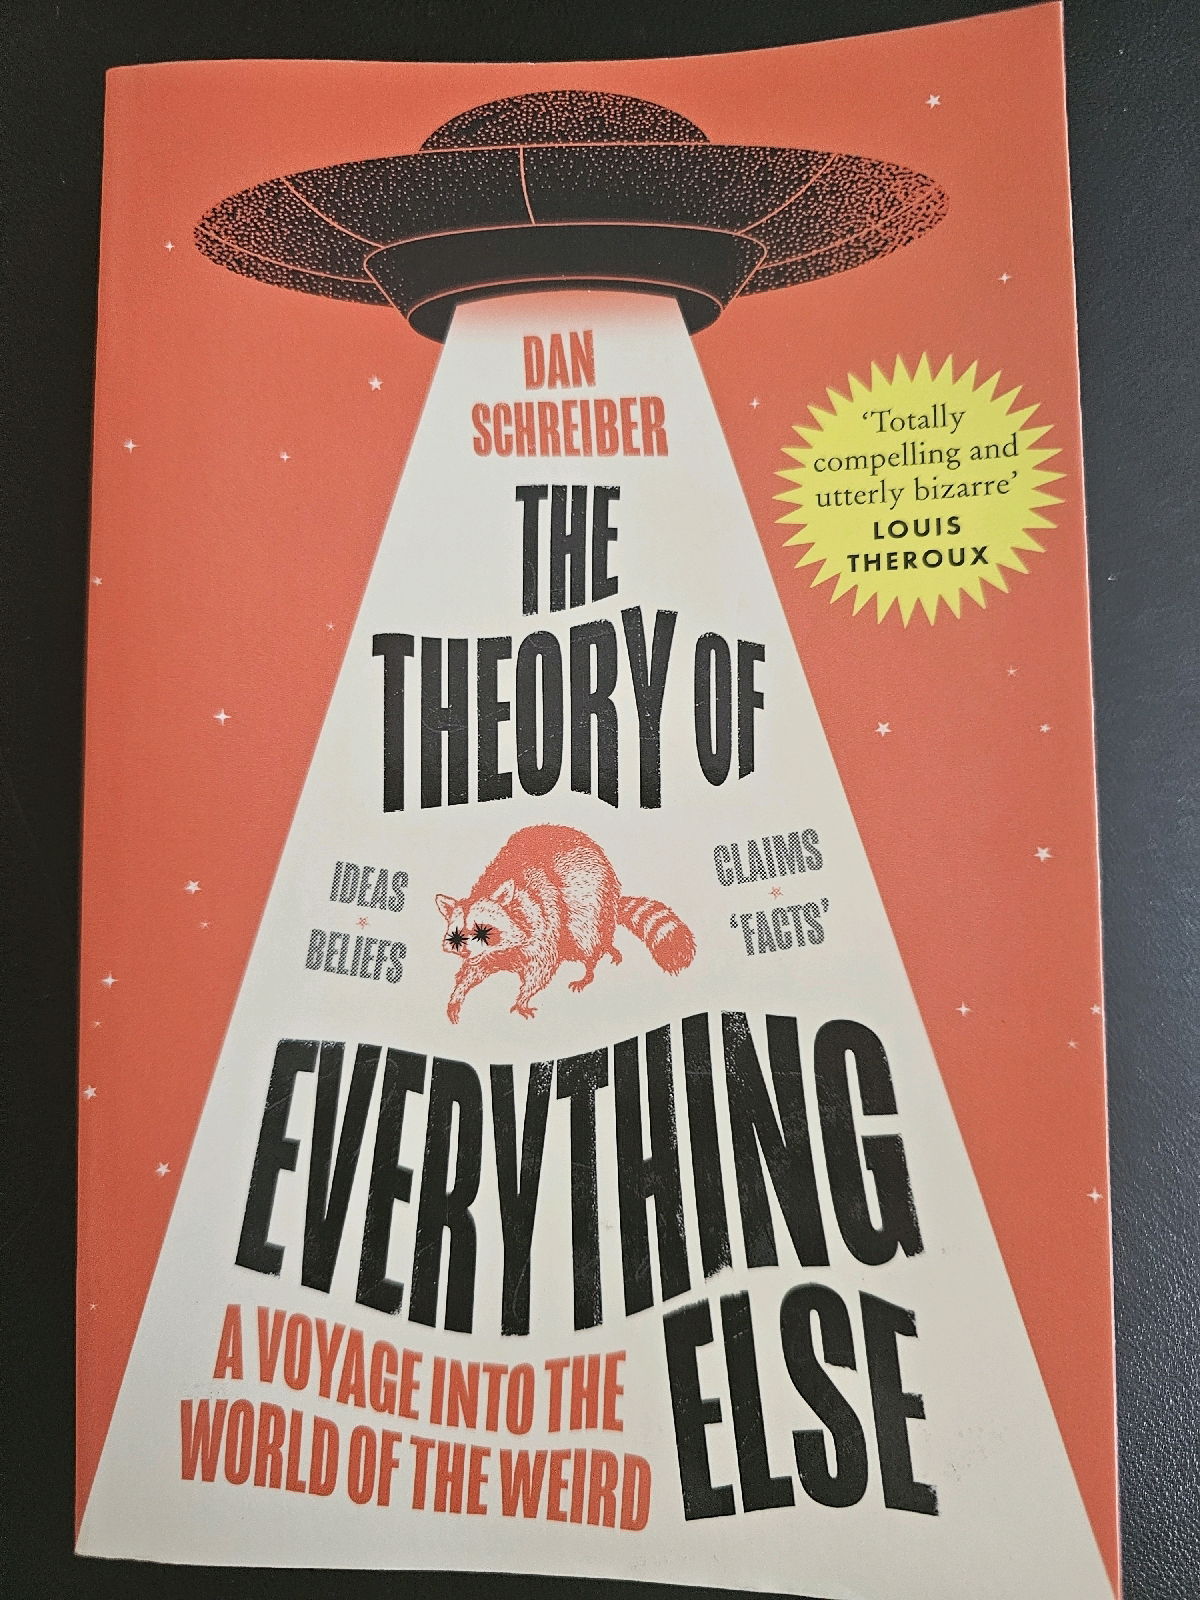 DAN
SCHREIBER
THE
THEORY OF
IDEAS
BELIEFS
CLAIMS
‘FACTS’
EVERYTHING
ELSE
A VOYAGE INTO THE
WORLD OF THE WEIRD
‘Totally
compelling and
utterly bizarre’
LOUIS
THEROUX